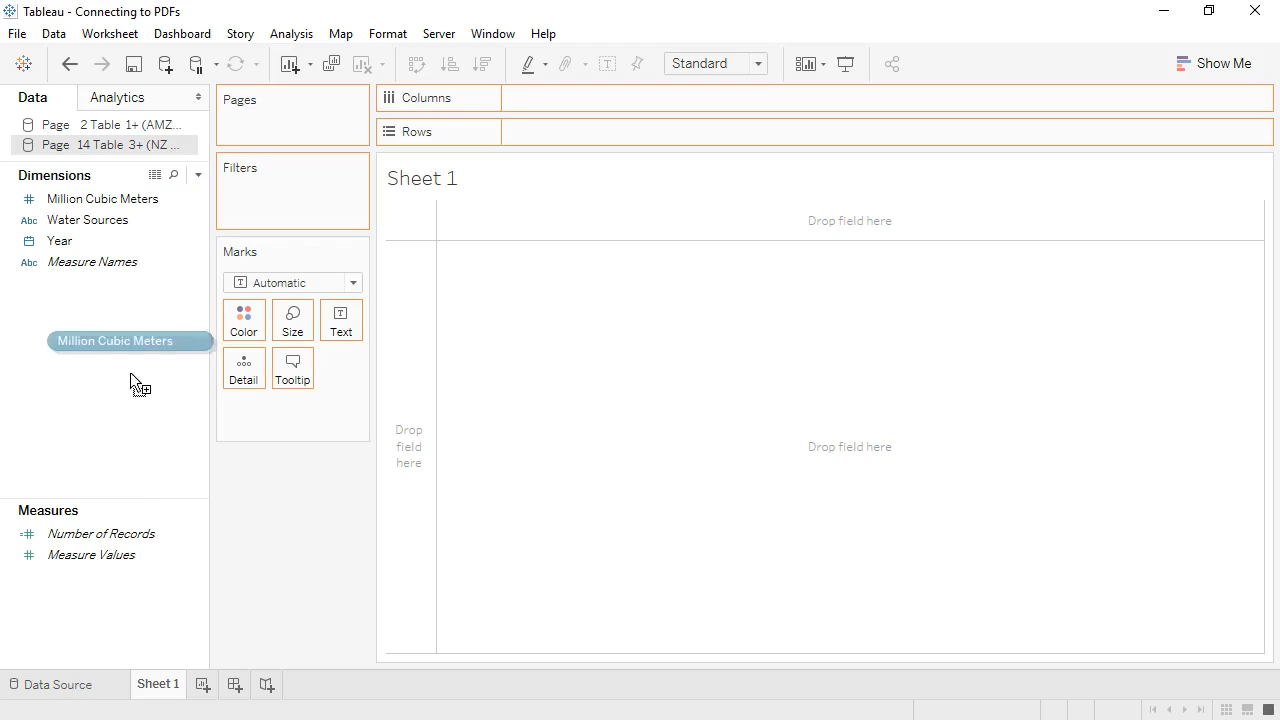 Tableau - Connecting to PDFs
File Data Worksheet Dashboard Story Analysis Map Format Server Window Help
Standard
Show Me
Data Analytics
Page 2 Table 1+ (AMZ...
Page 14 Table 3+ (NZ ...
Dimensions
Million Cubic Meters
Abc Water Sources
Year
Abc Measure Names
Million Cubic Meters
Measures
Number of Records
Measure Values
Pages
Filters
Marks
Automatic
Color Size Text
Detail Tooltip
Columns
Rows
Sheet 1
Drop field here
Drop
field
here
Drop field here
Data Source Sheet 1